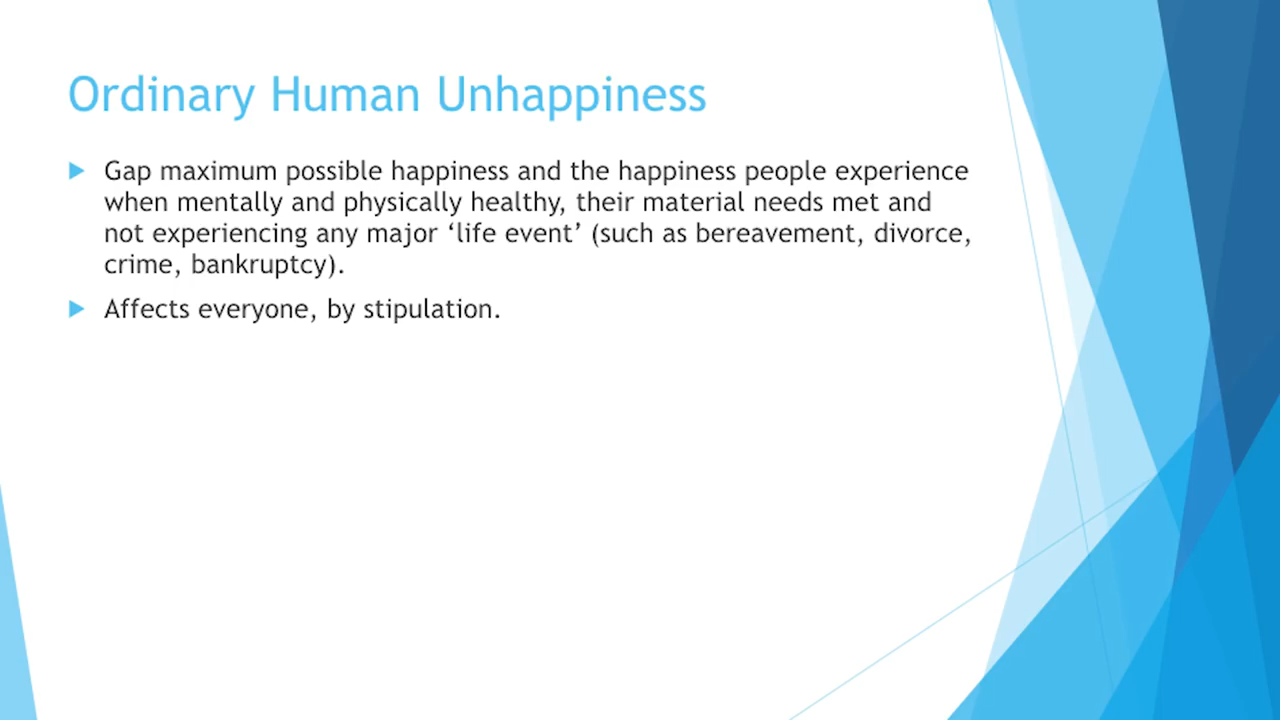 Ordinary Human Unhappiness
Gap maximum possible happiness and the happiness people experience
when mentally and physically healthy, their material needs met and
not experiencing any major ‘life event’ (such as bereavement, divorce,
crime, bankruptcy).
Affects everyone, by stipulation.